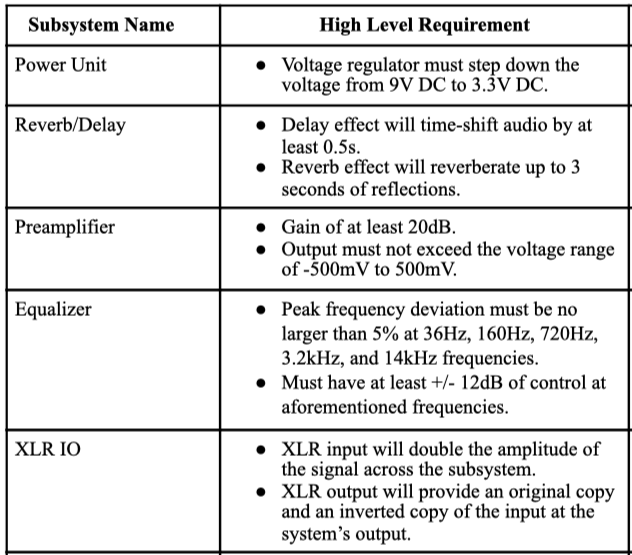 Subsystem Name High Level Requirement
Power Unit
● Voltage regulator must step down the
voltage from 9V DC to 3.3V DC.
Reverb/Delay
● Delay effect will time-shift audio by at
least 0.5s.
● Reverb effect will reverberate up to 3
seconds of reflections.
Preamplifier
● Gain of at least 20dB.
● Output must not exceed the voltage range
of -500mV to 500mV.
Equalizer
● Peak frequency deviation must be no
larger than 5% at 36Hz, 160Hz, 720Hz,
3.2kHz, and 14kHz frequencies.
● Must have at least +/- 12dB of control at
aforementioned frequencies.
XLR IO
● XLR input will double the amplitude of
the signal across the subsystem.
● XLR output will provide an original copy
and an inverted copy of the input at the
system’s output.